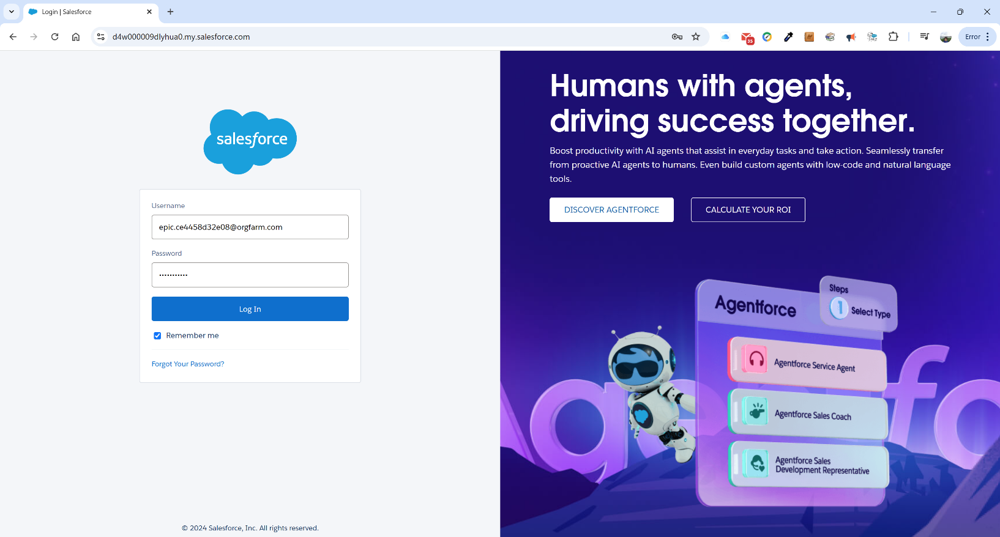 Login | Salesforce
d4w000009dlyhua0.my.salesforce.com
35
Error
salesforce
Username
epic.ce4458d32e08@orgfarm.com
Password
•••••••••••
Log In
Remember me
Forgot Your Password?
© 2024 Salesforce, Inc. All rights reserved.
Humans with agents,
driving success together.
Boost productivity with AI agents that assist in everyday tasks and take action. Seamlessly transfer
from proactive AI agents to humans. Even build custom agents with low-code and natural language
tools.
DISCOVER AGENTFORCE
CALCULATE YOUR ROI
Steps
1 Select Type
Agentforce
Agentforce Service Agent
Agentforce Sales Coach
Agentforce Sales
Development Representative